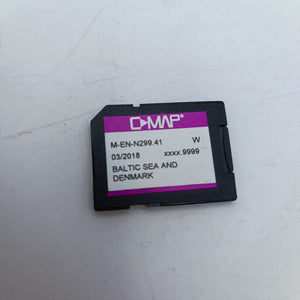 C-MAP®
M-EN-N299.41 W
03/2018 xxxx.9999
BALTIC SEA AND
DENMARK